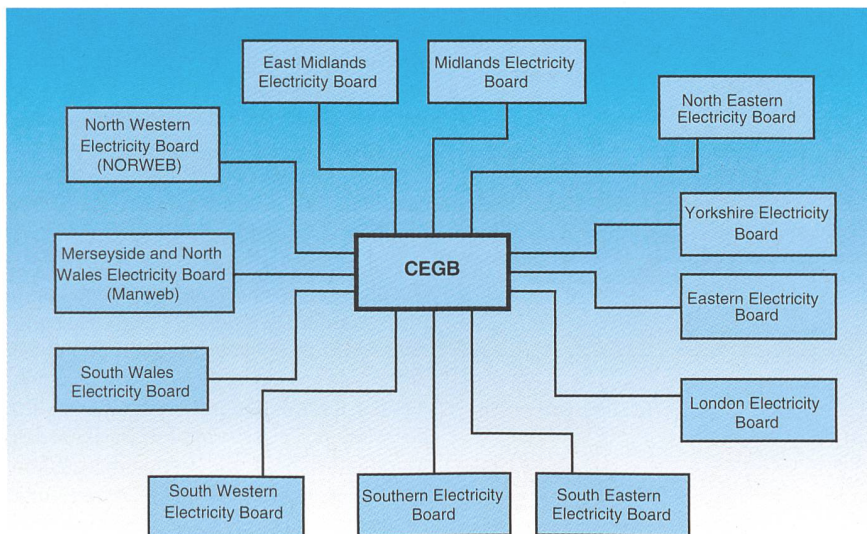 East Midlands
Electricity Board
Midlands Electricity
Board
North Eastern
Electricity Board
North Western
Electricity Board
(NORWEB)
Yorkshire Electricity
Board
CEGB
Merseyside and North
Wales Electricity Board
(Manweb)
Eastern Electricity
Board
South Wales
Electricity Board
London Electricity
Board
South Western
Electricity Board
Southern Electricity
Board
South Eastern
Electricity Board